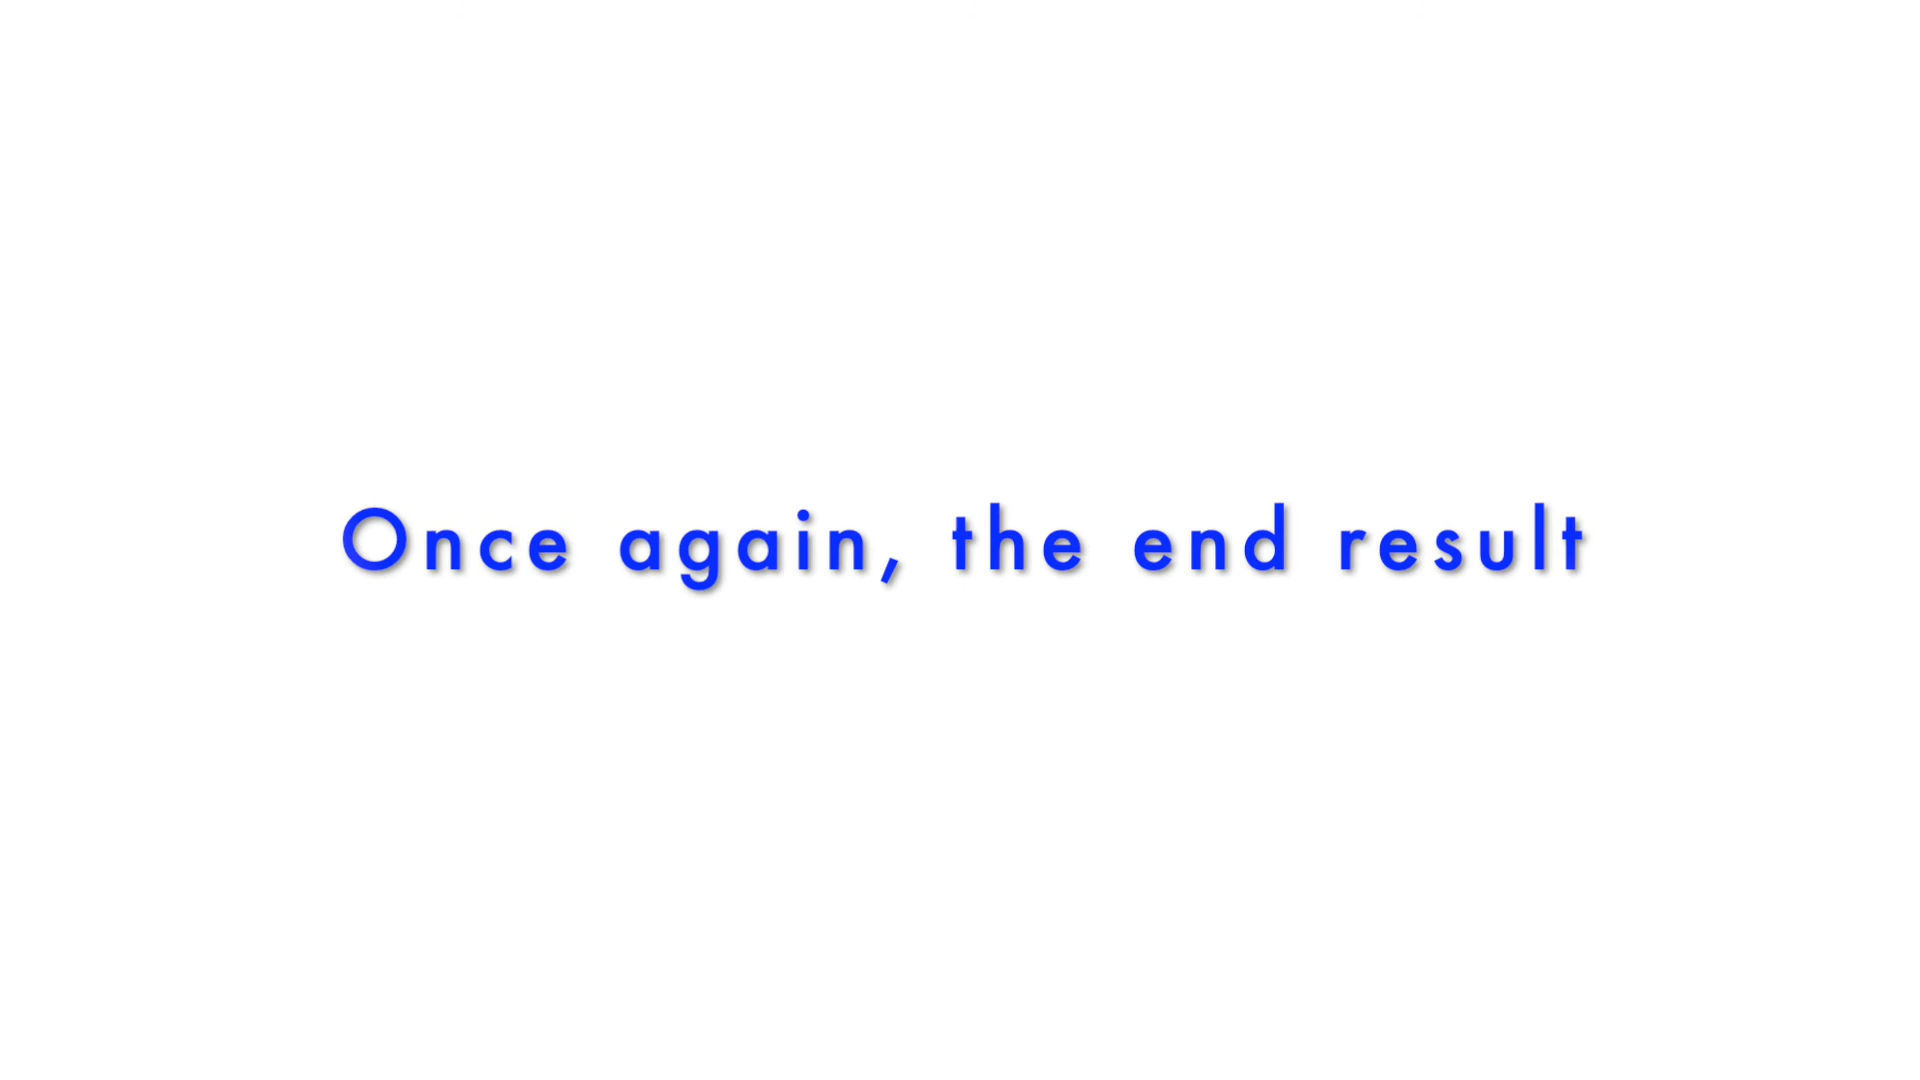 Once again, the end result